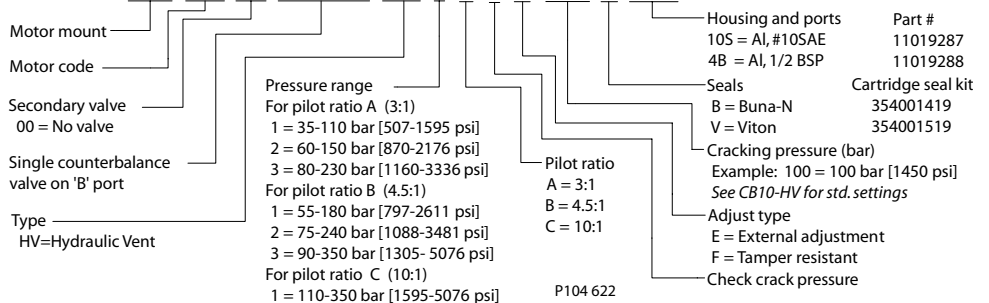 Motor mount
Motor code
Secondary valve
00 = No valve
Single counterbalance
valve on 'B' port
Type
HV=Hydraulic Vent
Pressure range
For pilot ratio A (3:1)
1 = 35-110 bar [507-1595 psi]
2 = 60-150 bar [870-2176 psi]
3 = 80-230 bar [1160-3336 psi]
For pilot ratio B (4.5:1)
1 = 55-180 bar [797-2611 psi]
2 = 75-240 bar [1088-3481 psi]
3 = 90-350 bar [1305- 5076 psi]
For pilot ratio C (10:1)
1 = 110-350 bar [1595-5076 psi]
Pilot ratio
A = 3:1
B = 4.5:1
C = 10:1
P104 622
Housing and ports Part #
10S = Al, #10SAE 11019287
4B = Al, 1/2 BSP 11019288
Seals Cartridge seal kit
B = Buna-N 354001419
V = Viton 354001519
Cracking pressure (bar)
Example: 100 = 100 bar [1450 psi]
See CB10-HV for std. settings
Adjust type
E = External adjustment
F = Tamper resistant
Check crack pressure